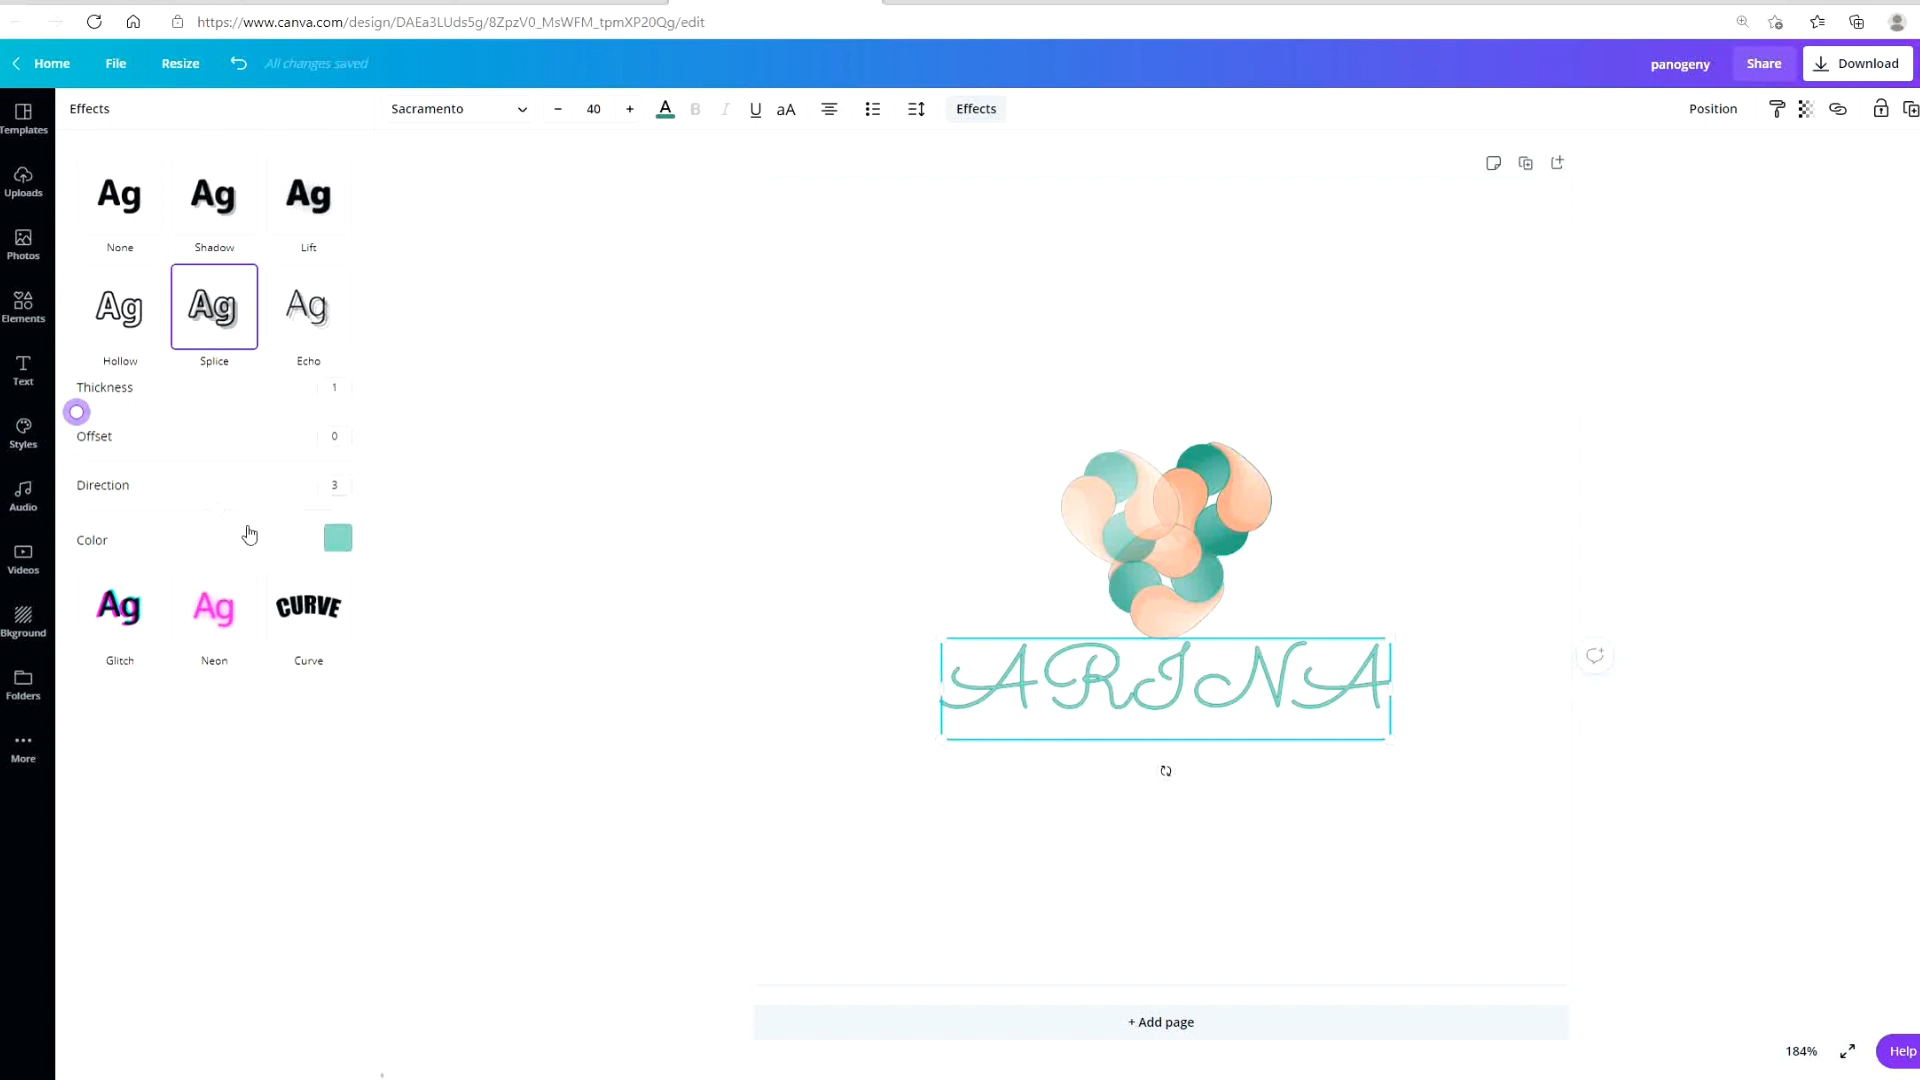 https://www.canva.com/design/DAEa3LUds5g/8ZpzV0_MsWFM_tpmXP20Qg/edit
Home File Resize All changes saved panogeny Share Download
Effects Sacramento 40 A B I U aA Effects Position
Templates
Uploads
Photos
Elements
Text
Styles
Audio
Videos
Bkground
Folders
More
Ag Ag Ag
None Shadow Lift
Ag Ag Ag
Hollow Splice Echo
Thickness 1
Offset 0
Direction 3
Color
Ag Ag CURVE
Glitch Neon Curve
ARINA
+ Add page
184% Help